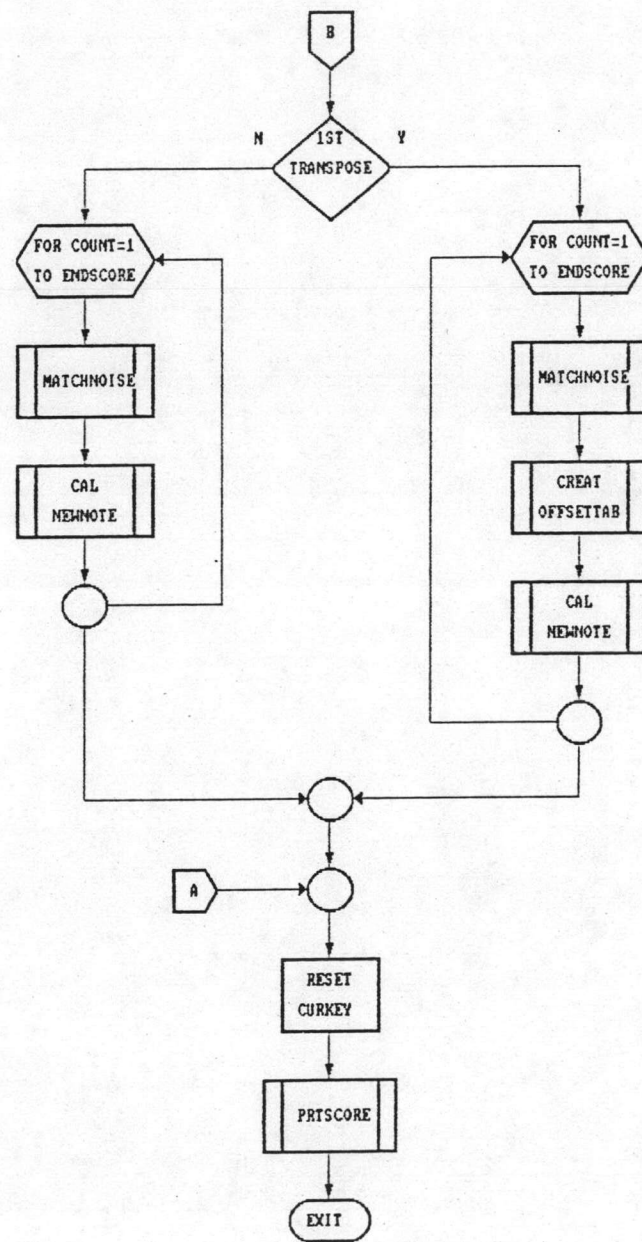 B
N
1ST
Y
TRANSPOSE
FOR COUNT=1
TO ENDSCORE
FOR COUNT=1
TO ENDSCORE
MATCHNOISE
MATCHNOISE
CAL
NEWNOTE
CREAT
OFFSETTAB
CAL
NEWNOTE
A
RESET
CURKEY
PRTSCORE
EXIT